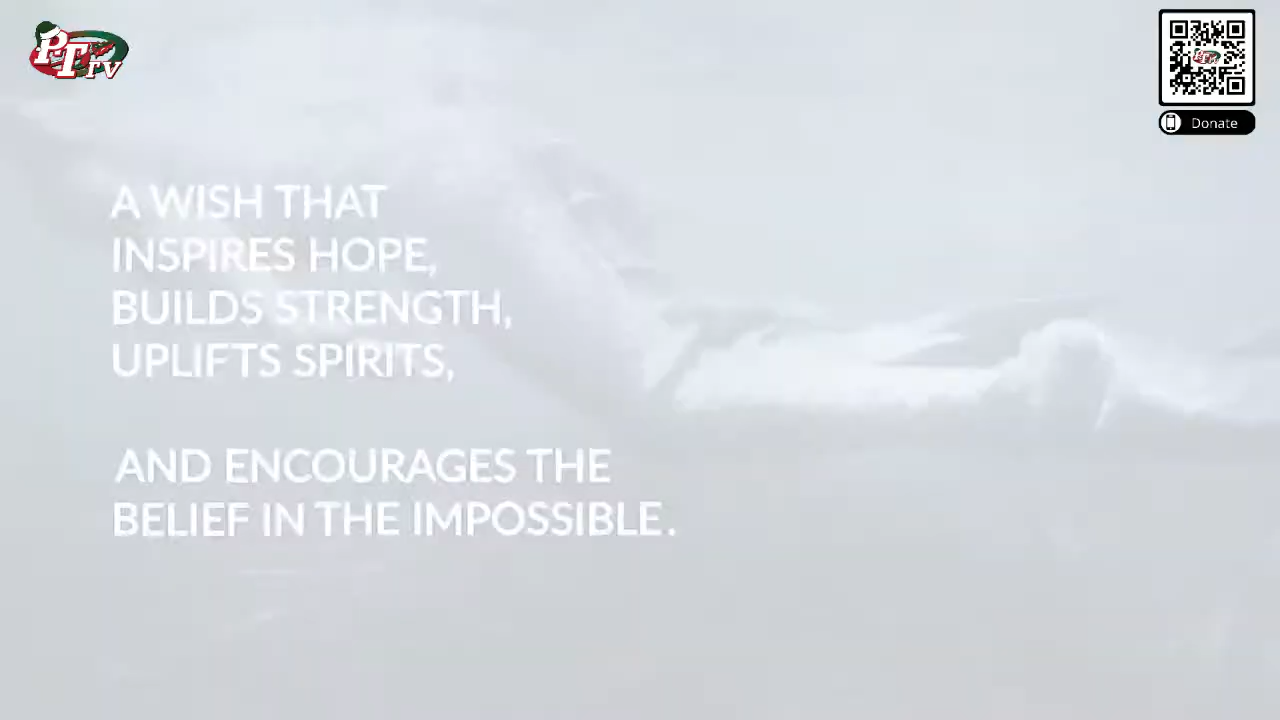 PTTV
Donate
A WISH THAT
INSPIRES HOPE,
BUILDS STRENGTH,
UPLIFTS SPIRITS,
AND ENCOURAGES THE
BELIEF IN THE IMPOSSIBLE.